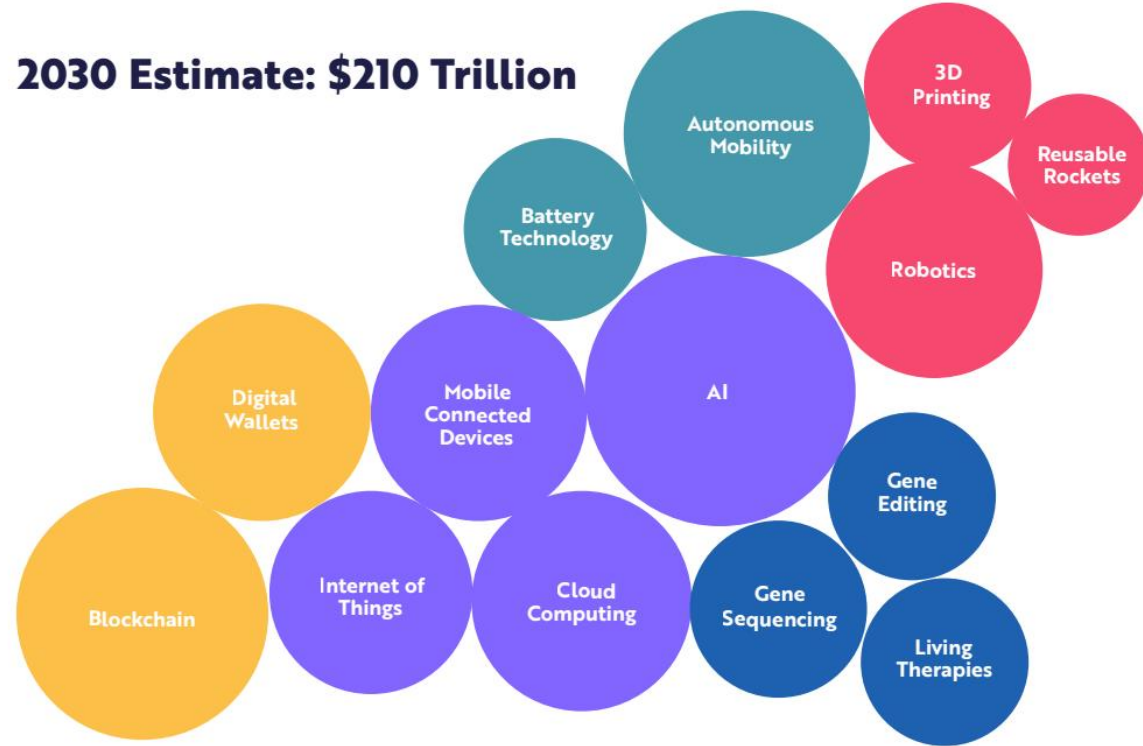 2030 Estimate: $210 Trillion
Autonomous
Mobility
3D
Printing
Reusable
Rockets
Battery
Technology
Robotics
Digital
Wallets
Mobile
Connected
Devices
AI
Gene
Editing
Blockchain
Internet of
Things
Cloud
Computing
Gene
Sequencing
Living
Therapies